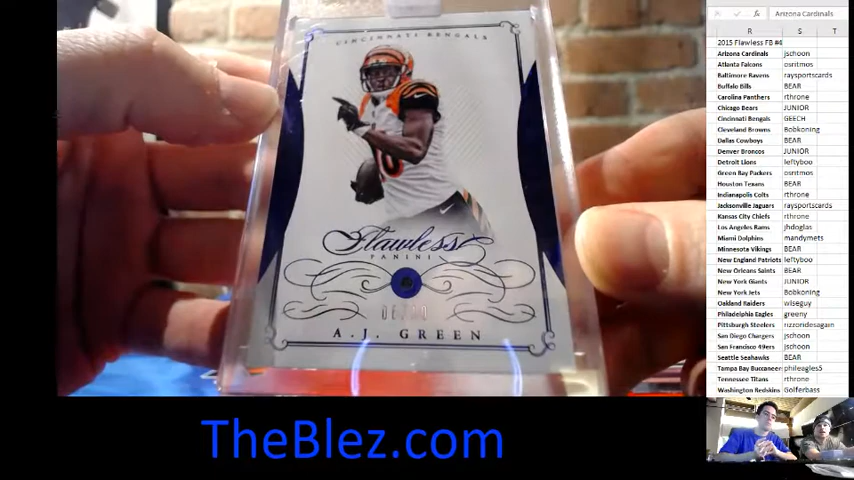 CINCINNATI BENGALS
Flawless
PANINI
A.J. GREEN
TheBlez.com
Arizona Cardinals
R S T
2015 Flawless FB #4
Arizona Cardinals jschoon
Atlanta Falcons osritmos
Baltimore Ravens raysportscards
Buffalo Bills BEAR
Carolina Panthers rthrone
Chicago Bears JUNIOR
Cincinnati Bengals GEECH
Cleveland Browns Bobkoning
Dallas Cowboys BEAR
Denver Broncos JUNIOR
Detroit Lions leftyboo
Green Bay Packers osritmos
Houston Texans BEAR
Indianapolis Colts rthrone
Jacksonville Jaguars raysportscards
Kansas City Chiefs rthrone
Los Angeles Rams jhdoglas
Miami Dolphins mandymets
Minnesota Vikings BEAR
New England Patriots leftyboo
New Orleans Saints BEAR
New York Giants JUNIOR
New York Jets Bobkoning
Oakland Raiders wiseguy
Philadelphia Eagles greeny
Pittsburgh Steelers rizzoridesagain
San Diego Chargers jschoon
San Francisco 49ers jschoon
Seattle Seahawks BEAR
Tampa Bay Buccaneer phileagles5
Tennessee Titans rthrone
Washington Redskins Golferbass